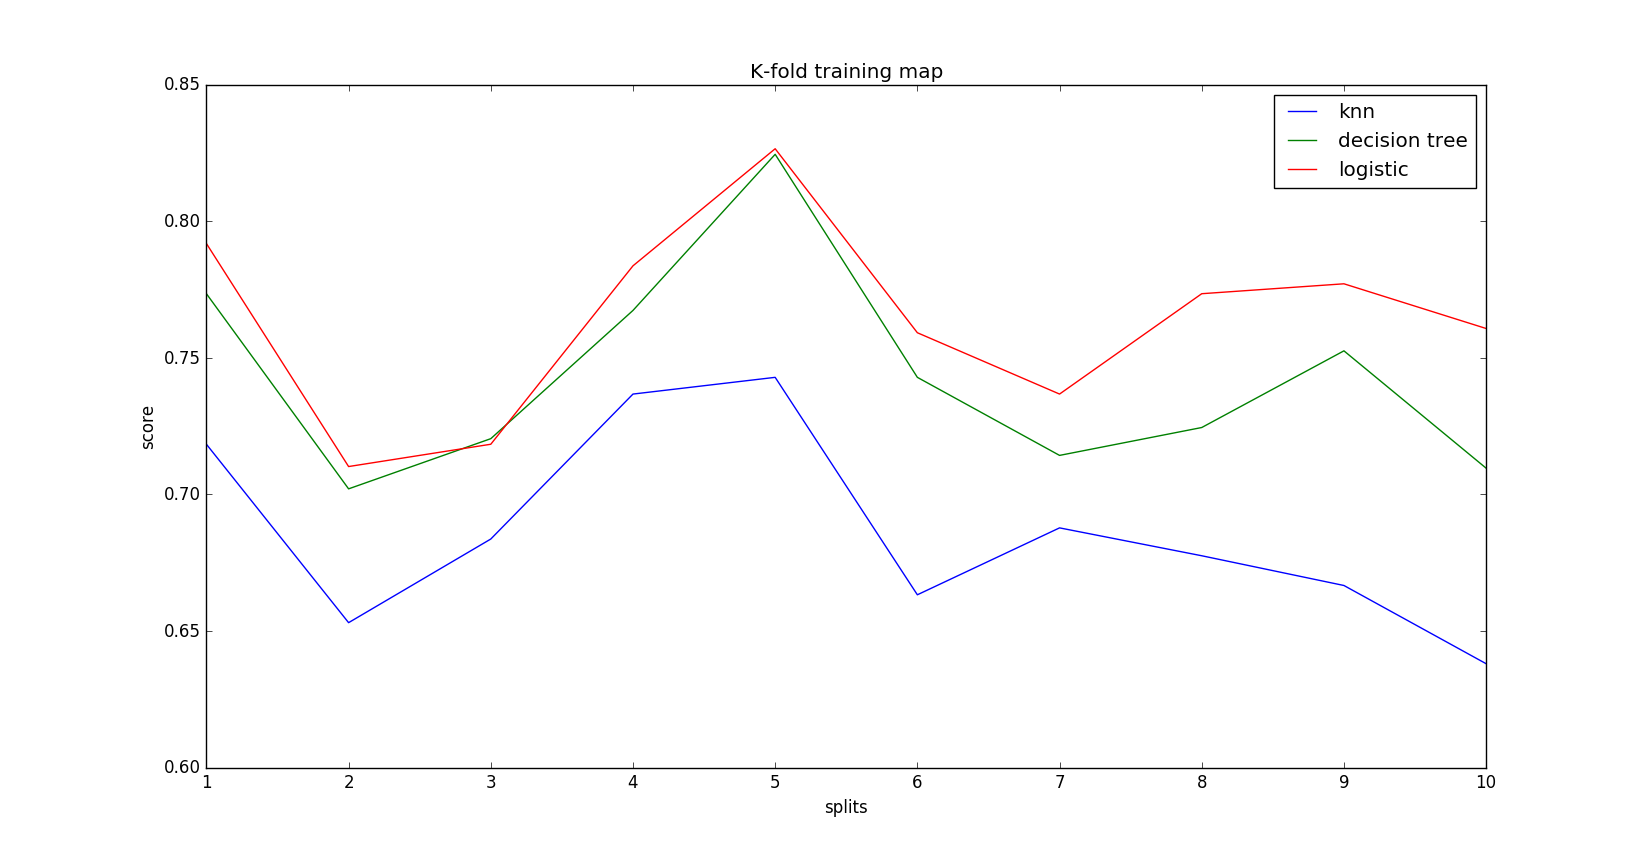 K-fold training map
0.85
0.80
0.75
0.70
0.65
0.60
score
knn
decision tree
logistic
1 2 3 4 5 6 7 8 9 10
splits